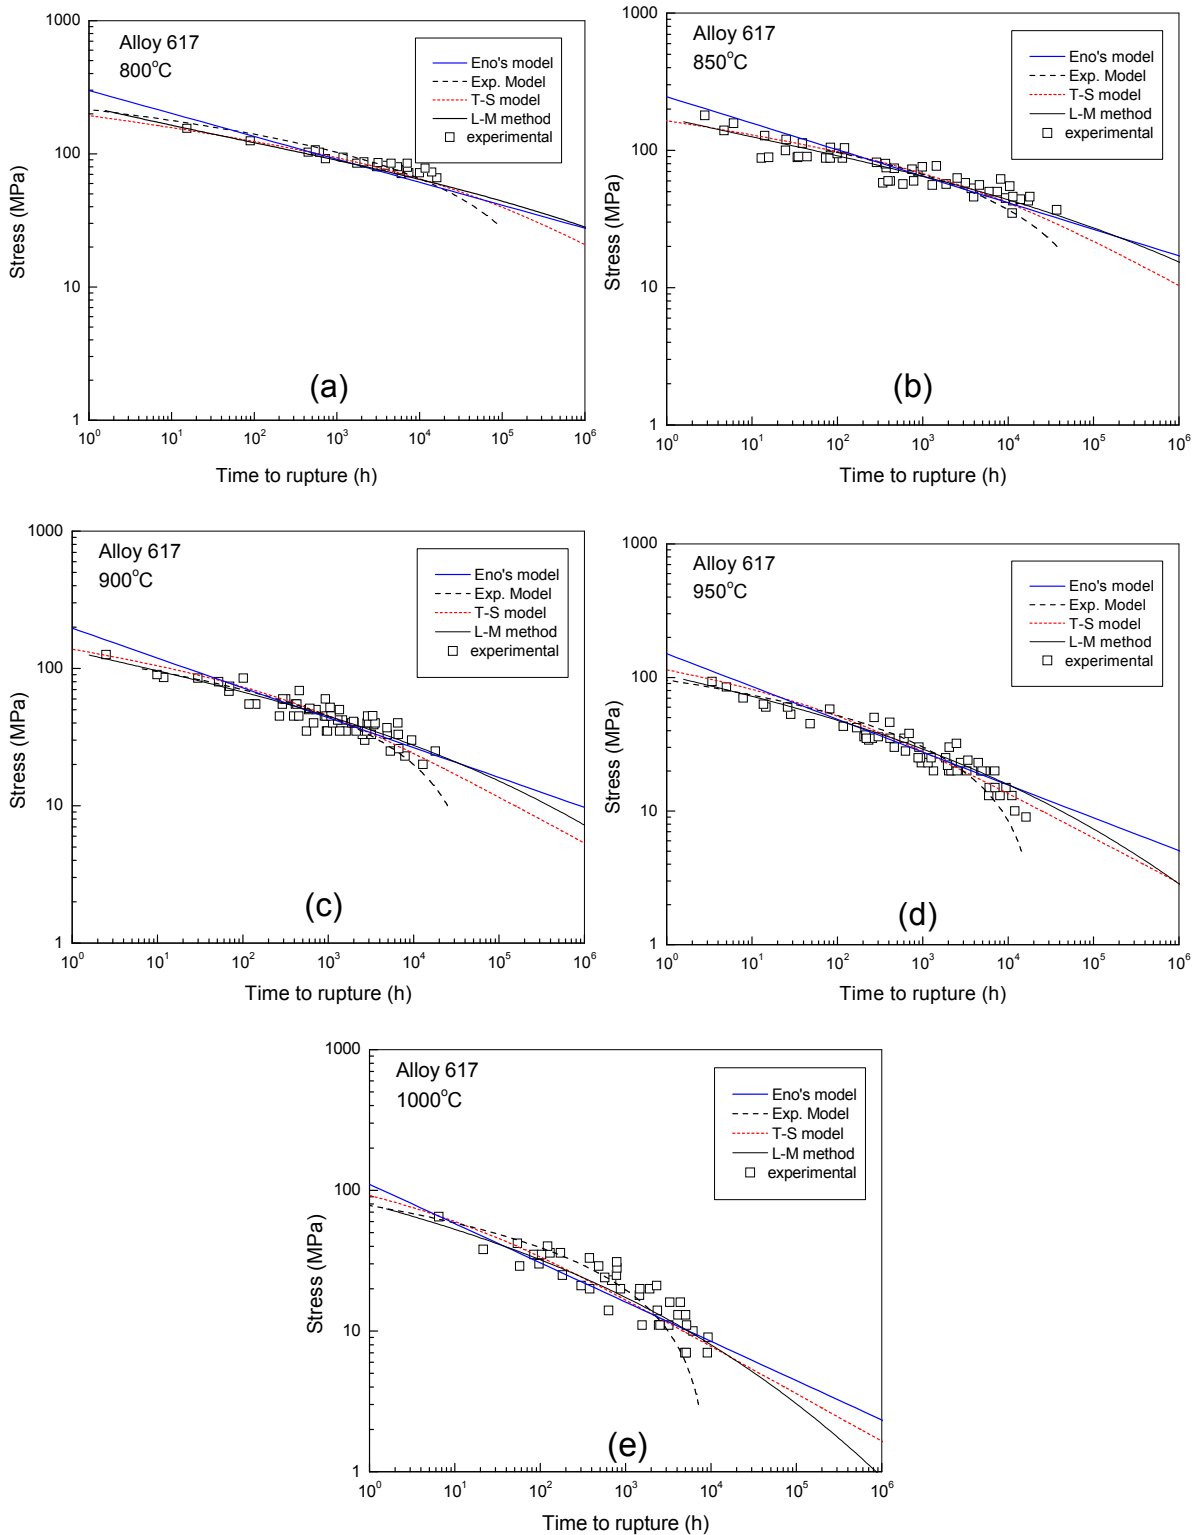 1000
Alloy 617
800°C
Eno's model
Exp. Model
T-S model
L-M method
experimental
100
10
1
Stress (MPa)
(a)
10⁰ 10¹ 10² 10³ 10⁴ 10⁵ 10⁶
Time to rupture (h)
1000
Alloy 617
850°C
Eno's model
Exp. Model
T-S model
L-M method
experimental
100
10
1
Stress (MPa)
(b)
10⁰ 10¹ 10² 10³ 10⁴ 10⁵ 10⁶
Time to rupture (h)
1000
Alloy 617
900°C
Eno's model
Exp. Model
T-S model
L-M method
experimental
100
10
1
Stress (MPa)
(c)
10⁰ 10¹ 10² 10³ 10⁴ 10⁵ 10⁶
Time to rupture (h)
1000
Alloy 617
950°C
Eno's model
Exp. Model
T-S model
L-M method
experimental
100
10
1
Stress (MPa)
(d)
10⁰ 10¹ 10² 10³ 10⁴ 10⁵ 10⁶
Time to rupture (h)
1000
Alloy 617
1000°C
Eno's model
Exp. Model
T-S model
L-M method
experimental
100
10
1
Stress (MPa)
(e)
10⁰ 10¹ 10² 10³ 10⁴ 10⁵ 10⁶
Time to rupture (h)